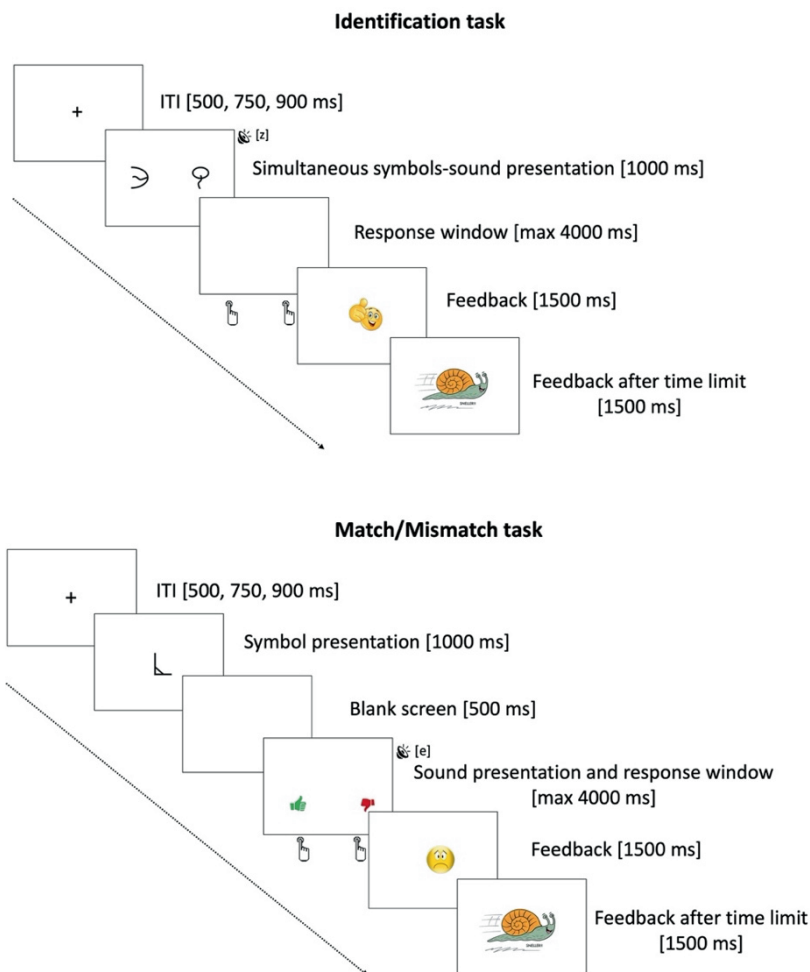 Identification task
+
ITI [500, 750, 900 ms]
[z]
Simultaneous symbols-sound presentation [1000 ms]
Response window [max 4000 ms]
Feedback [1500 ms]
Feedback after time limit
[1500 ms]
Match/Mismatch task
+
ITI [500, 750, 900 ms]
Symbol presentation [1000 ms]
Blank screen [500 ms]
[e]
Sound presentation and response window
[max 4000 ms]
Feedback [1500 ms]
Feedback after time limit
[1500 ms]